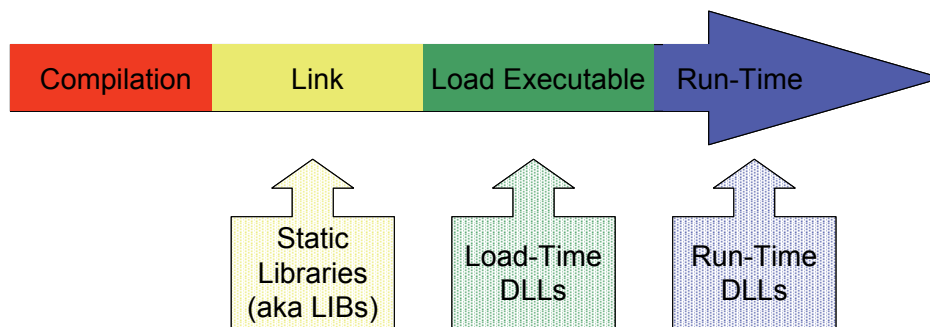 Compilation
Link
Load Executable
Run-Time
Static
Libraries
(aka LIBs)
Load-Time
DLLs
Run-Time
DLLs